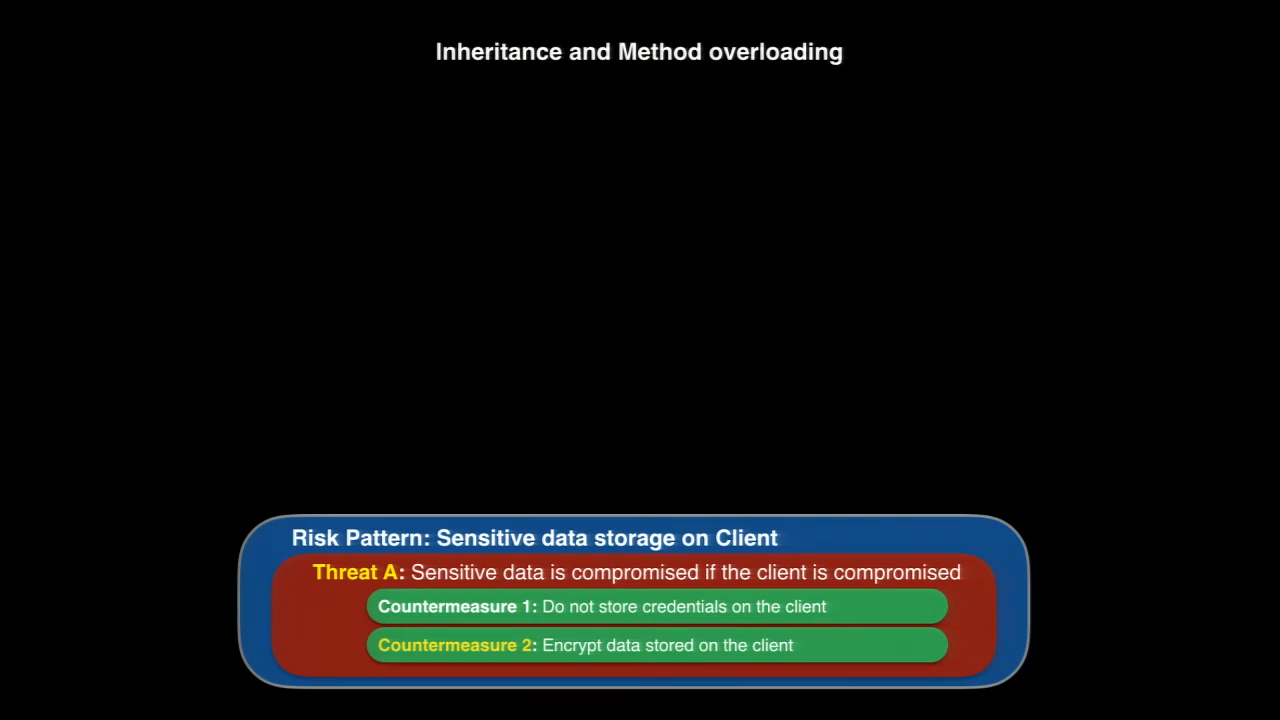 Inheritance and Method overloading
Risk Pattern: Sensitive data storage on Client
Threat A: Sensitive data is compromised if the client is compromised
Countermeasure 1: Do not store credentials on the client
Countermeasure 2: Encrypt data stored on the client